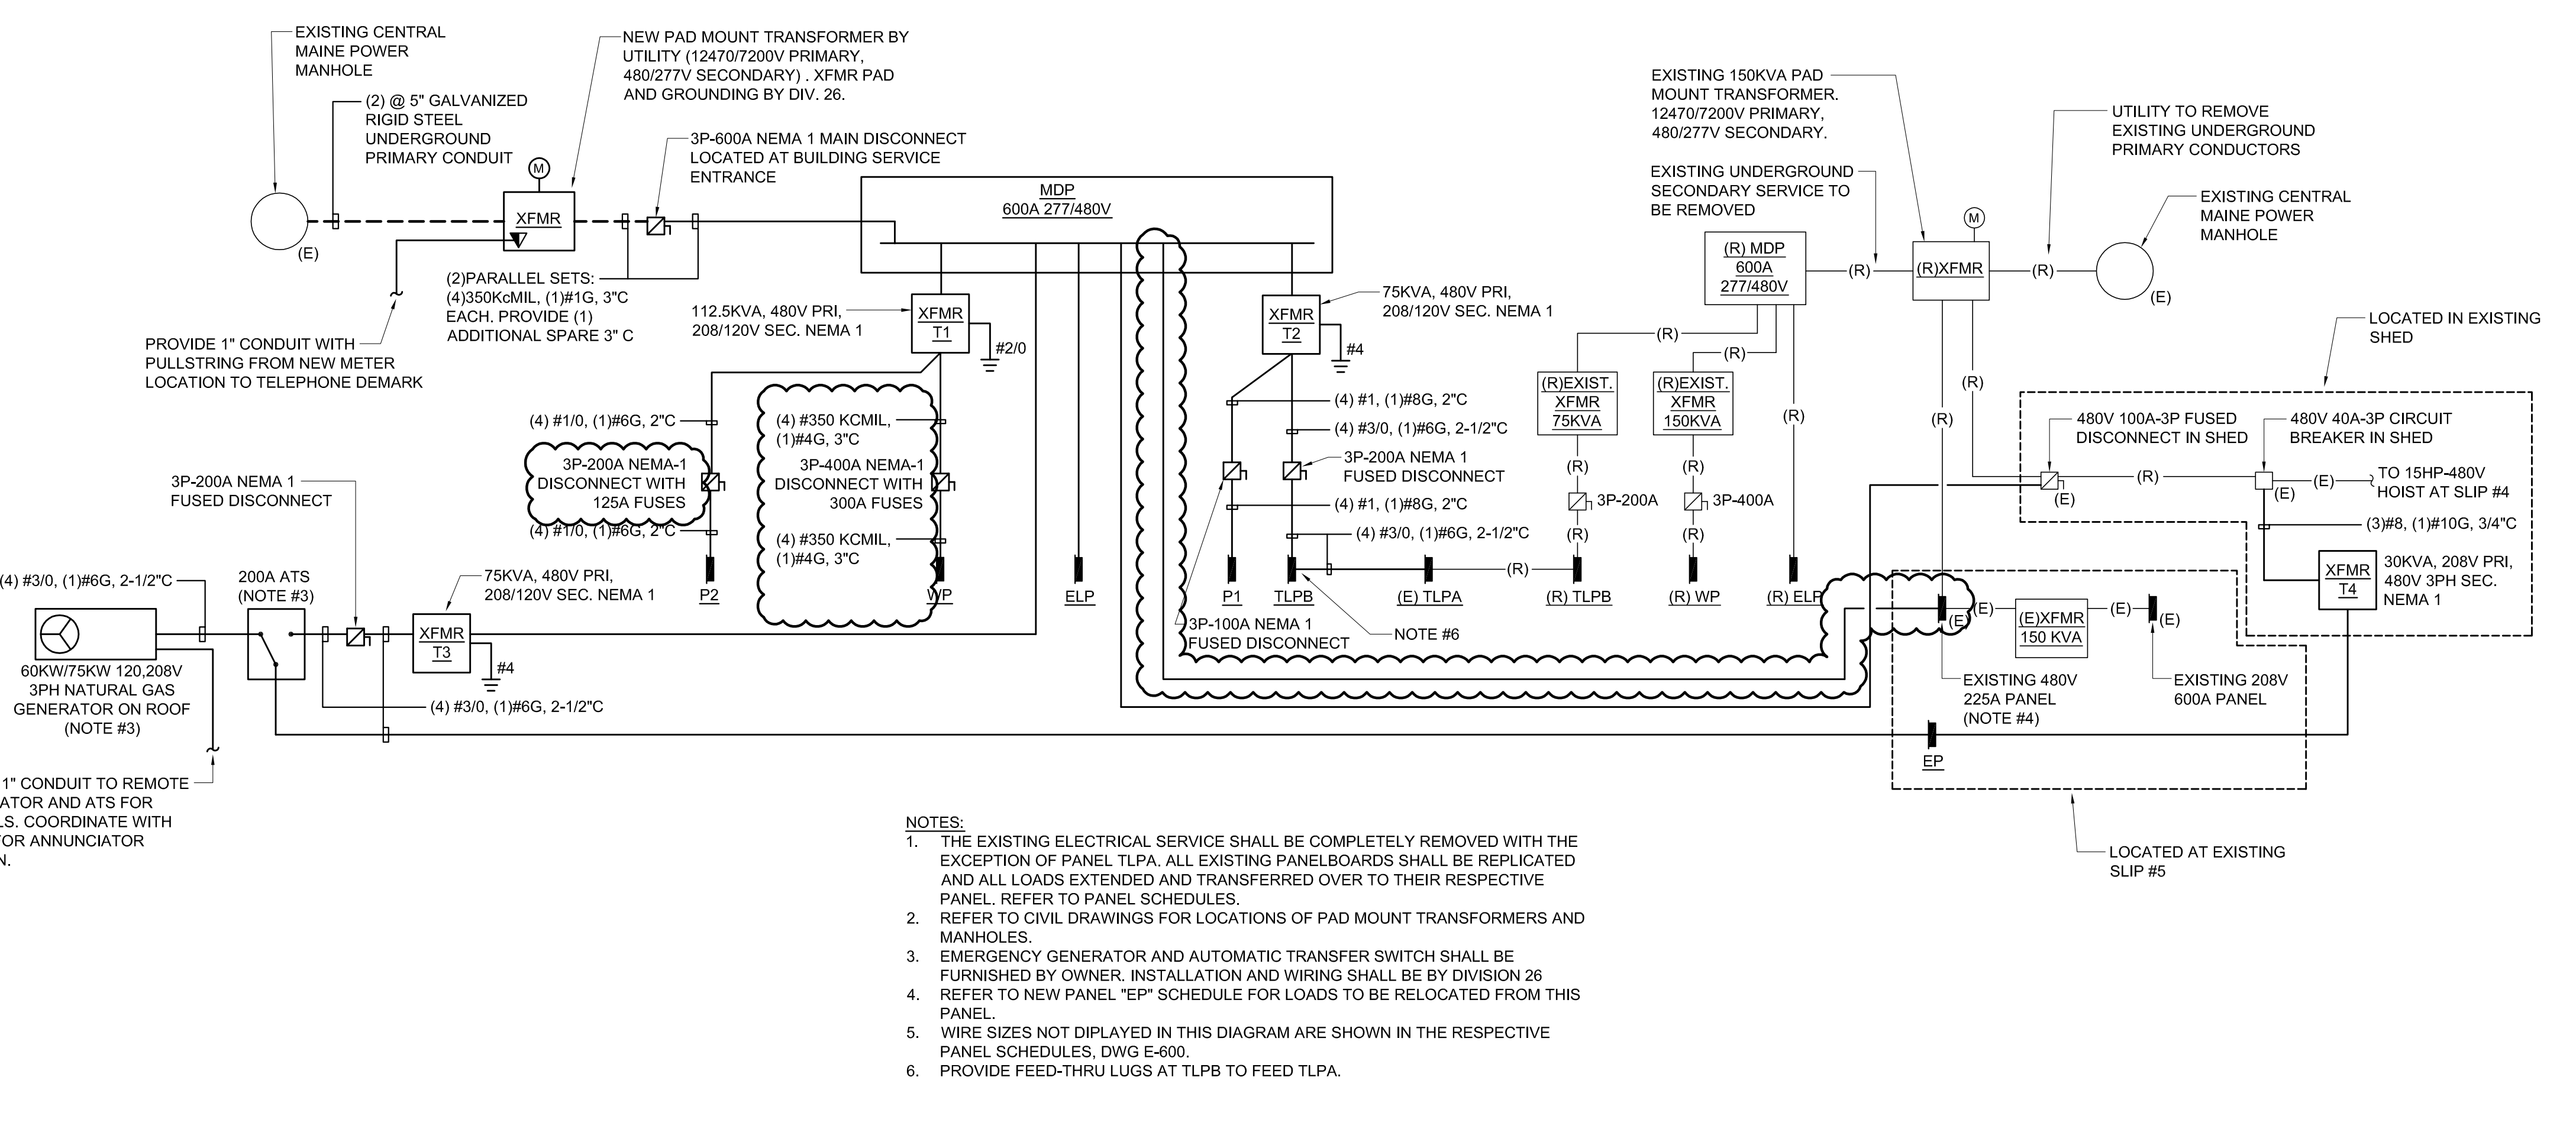 EXISTING CENTRAL
MAINE POWER
MANHOLE
(2) @ 5" GALVANIZED
RIGID STEEL
UNDERGROUND
PRIMARY CONDUIT
NEW PAD MOUNT TRANSFORMER BY
UTILITY (12470/7200V PRIMARY,
480/277V SECONDARY) . XFMR PAD
AND GROUNDING BY DIV. 26.
3P-600A NEMA 1 MAIN DISCONNECT
LOCATED AT BUILDING SERVICE
ENTRANCE
M
XFMR
(E)
MDP
600A 277/480V
(2)PARALLEL SETS:
(4)350KcMIL, (1)#1G, 3"C
EACH. PROVIDE (1)
ADDITIONAL SPARE 3" C
PROVIDE 1" CONDUIT WITH
PULLSTRING FROM NEW METER
LOCATION TO TELEPHONE DEMARK
112.5KVA, 480V PRI,
208/120V SEC. NEMA 1
XFMR
T1
#2/0
75KVA, 480V PRI,
208/120V SEC. NEMA 1
XFMR
T2
#4
(4) #1/0, (1)#6G, 2"C
3P-200A NEMA-1
DISCONNECT WITH
125A FUSES
(4) #1/0, (1)#6G, 2"C
(4) #350 KCMIL,
(1)#4G, 3"C
3P-400A NEMA-1
DISCONNECT WITH
300A FUSES
(4) #350 KCMIL,
(1)#4G, 3"C
(4) #1, (1)#8G, 2"C
(4) #3/0, (1)#6G, 2-1/2"C
3P-200A NEMA 1
FUSED DISCONNECT
(4) #1, (1)#8G, 2"C
(4) #3/0, (1)#6G, 2-1/2"C
P2
WP
ELP
P1
TLPB
(E) TLPA
(R)
(R) TLPB
(R) WP
(R) ELP
3P-100A NEMA 1
FUSED DISCONNECT
NOTE #6
3P-200A NEMA 1
FUSED DISCONNECT
(4) #3/0, (1)#6G, 2-1/2"C
200A ATS
(NOTE #3)
75KVA, 480V PRI,
208/120V SEC. NEMA 1
XFMR
T3
#4
(4) #3/0, (1)#6G, 2-1/2"C
60KW/75KW 120,208V
3PH NATURAL GAS
GENERATOR ON ROOF
(NOTE #3)
1" CONDUIT TO REMOTE
ATOR AND ATS FOR
LS. COORDINATE WITH
OR ANNUNCIATOR
N.
EXISTING 150KVA PAD
MOUNT TRANSFORMER.
12470/7200V PRIMARY,
480/277V SECONDARY.
EXISTING UNDERGROUND
SECONDARY SERVICE TO
BE REMOVED
UTILITY TO REMOVE
EXISTING UNDERGROUND
PRIMARY CONDUCTORS
EXISTING CENTRAL
MAINE POWER
MANHOLE
M
(R) MDP
600A
277/480V
(R)
(R)XFMR
(R)
(E)
(R)
(R)
(R)
(R)
(R)
(R)EXIST.
XFMR
75KVA
(R)EXIST.
XFMR
150KVA
(R)
(R)
3P-200A
3P-400A
(R)
(R)
LOCATED IN EXISTING
SHED
480V 100A-3P FUSED
DISCONNECT IN SHED
480V 40A-3P CIRCUIT
BREAKER IN SHED
(R)
(E)
(E)
(E)
TO 15HP-480V
HOIST AT SLIP #4
(3)#8, (1)#10G, 3/4"C
XFMR
T4
30KVA, 208V PRI,
480V 3PH SEC.
NEMA 1
(E)
(E)
(E)XFMR
150 KVA
(E)
(E)
EXISTING 480V
225A PANEL
(NOTE #4)
EXISTING 208V
600A PANEL
EP
LOCATED AT EXISTING
SLIP #5
NOTES:
1. THE EXISTING ELECTRICAL SERVICE SHALL BE COMPLETELY REMOVED WITH THE
EXCEPTION OF PANEL TLPA. ALL EXISTING PANELBOARDS SHALL BE REPLICATED
AND ALL LOADS EXTENDED AND TRANSFERRED OVER TO THEIR RESPECTIVE
PANEL. REFER TO PANEL SCHEDULES.
2. REFER TO CIVIL DRAWINGS FOR LOCATIONS OF PAD MOUNT TRANSFORMERS AND
MANHOLES.
3. EMERGENCY GENERATOR AND AUTOMATIC TRANSFER SWITCH SHALL BE
FURNISHED BY OWNER. INSTALLATION AND WIRING SHALL BE BY DIVISION 26
4. REFER TO NEW PANEL "EP" SCHEDULE FOR LOADS TO BE RELOCATED FROM THIS
PANEL.
5. WIRE SIZES NOT DIPLAYED IN THIS DIAGRAM ARE SHOWN IN THE RESPECTIVE
PANEL SCHEDULES, DWG E-600.
6. PROVIDE FEED-THRU LUGS AT TLPB TO FEED TLPA.